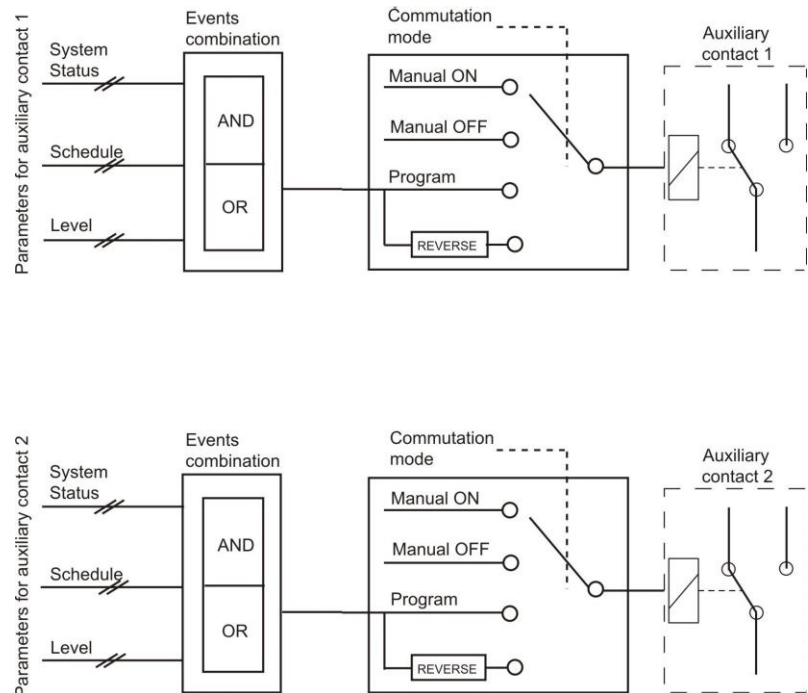 Parameters for auxiliary contact 1
System
Status
Schedule
Level
Events
combination
AND
OR
Commutation
mode
Manual ON
Manual OFF
Program
REVERSE
Auxiliary
contact 1
Parameters for auxiliary contact 2
System
Status
Schedule
Level
Events
combination
AND
OR
Commutation
mode
Manual ON
Manual OFF
Program
REVERSE
Auxiliary
contact 2